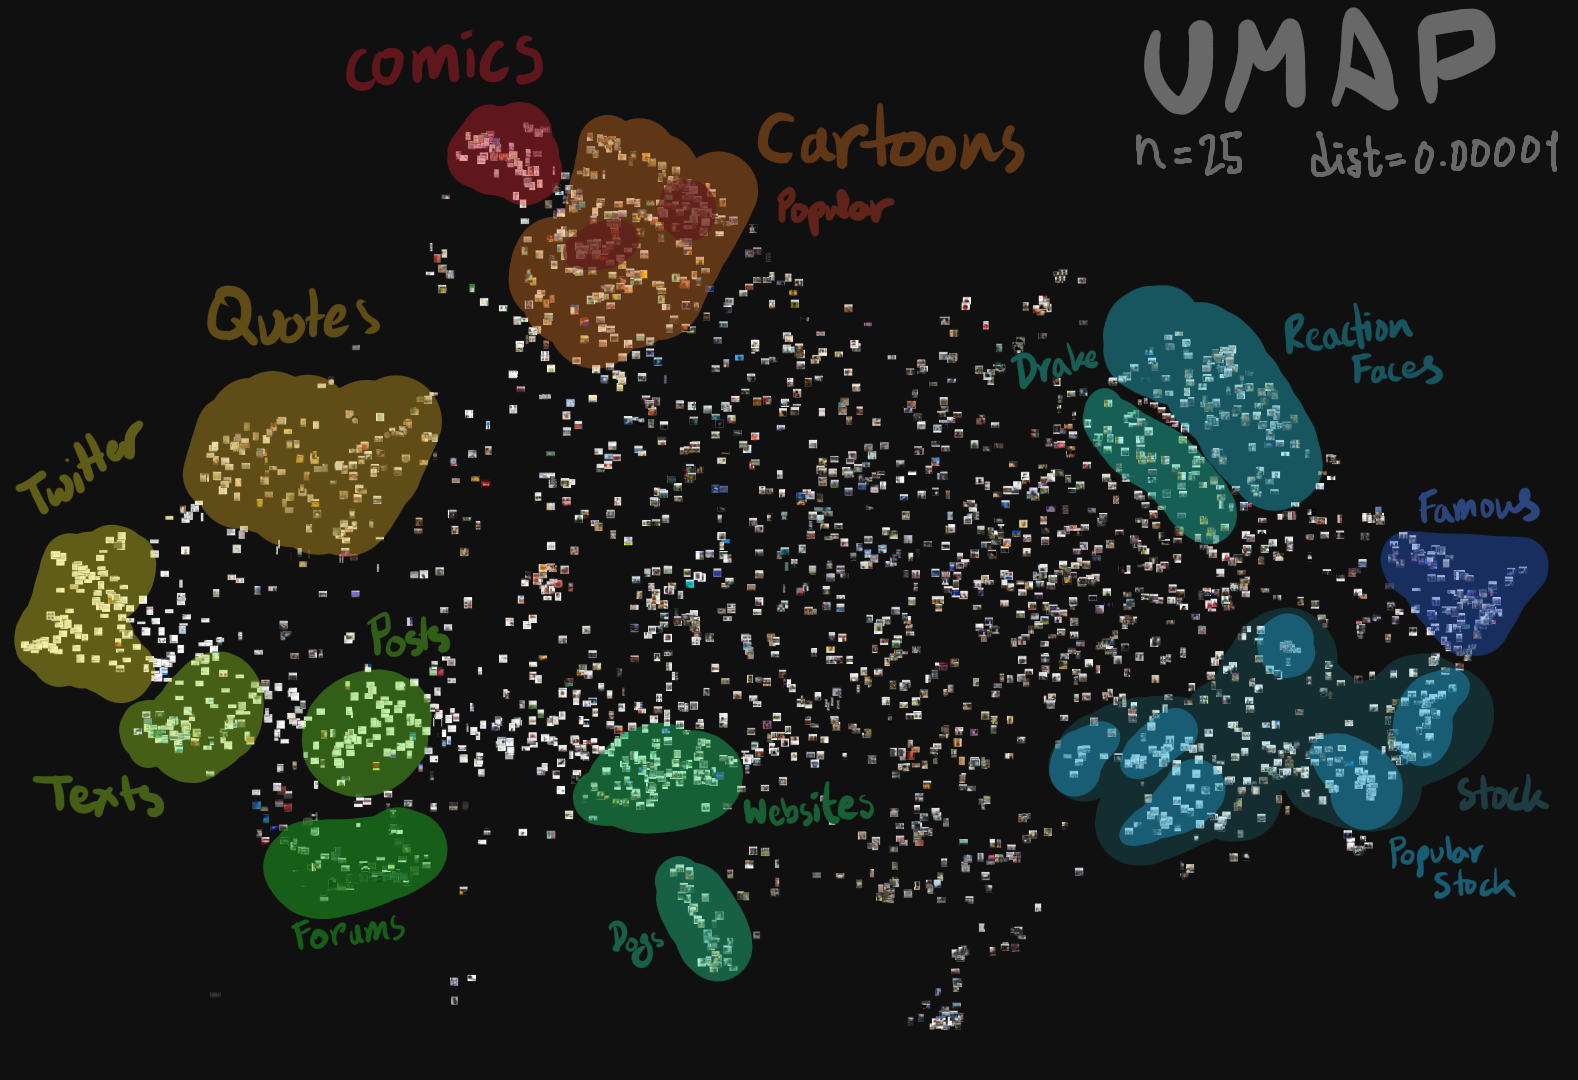 UMAP
n=25 dist=0.00001
comics
Cartoons
Popular
Quotes
Reaction
Faces
Drake
Twitter
Famous
Posts
Texts
Websites
Stock
Popular
Stock
Forums
Dogs